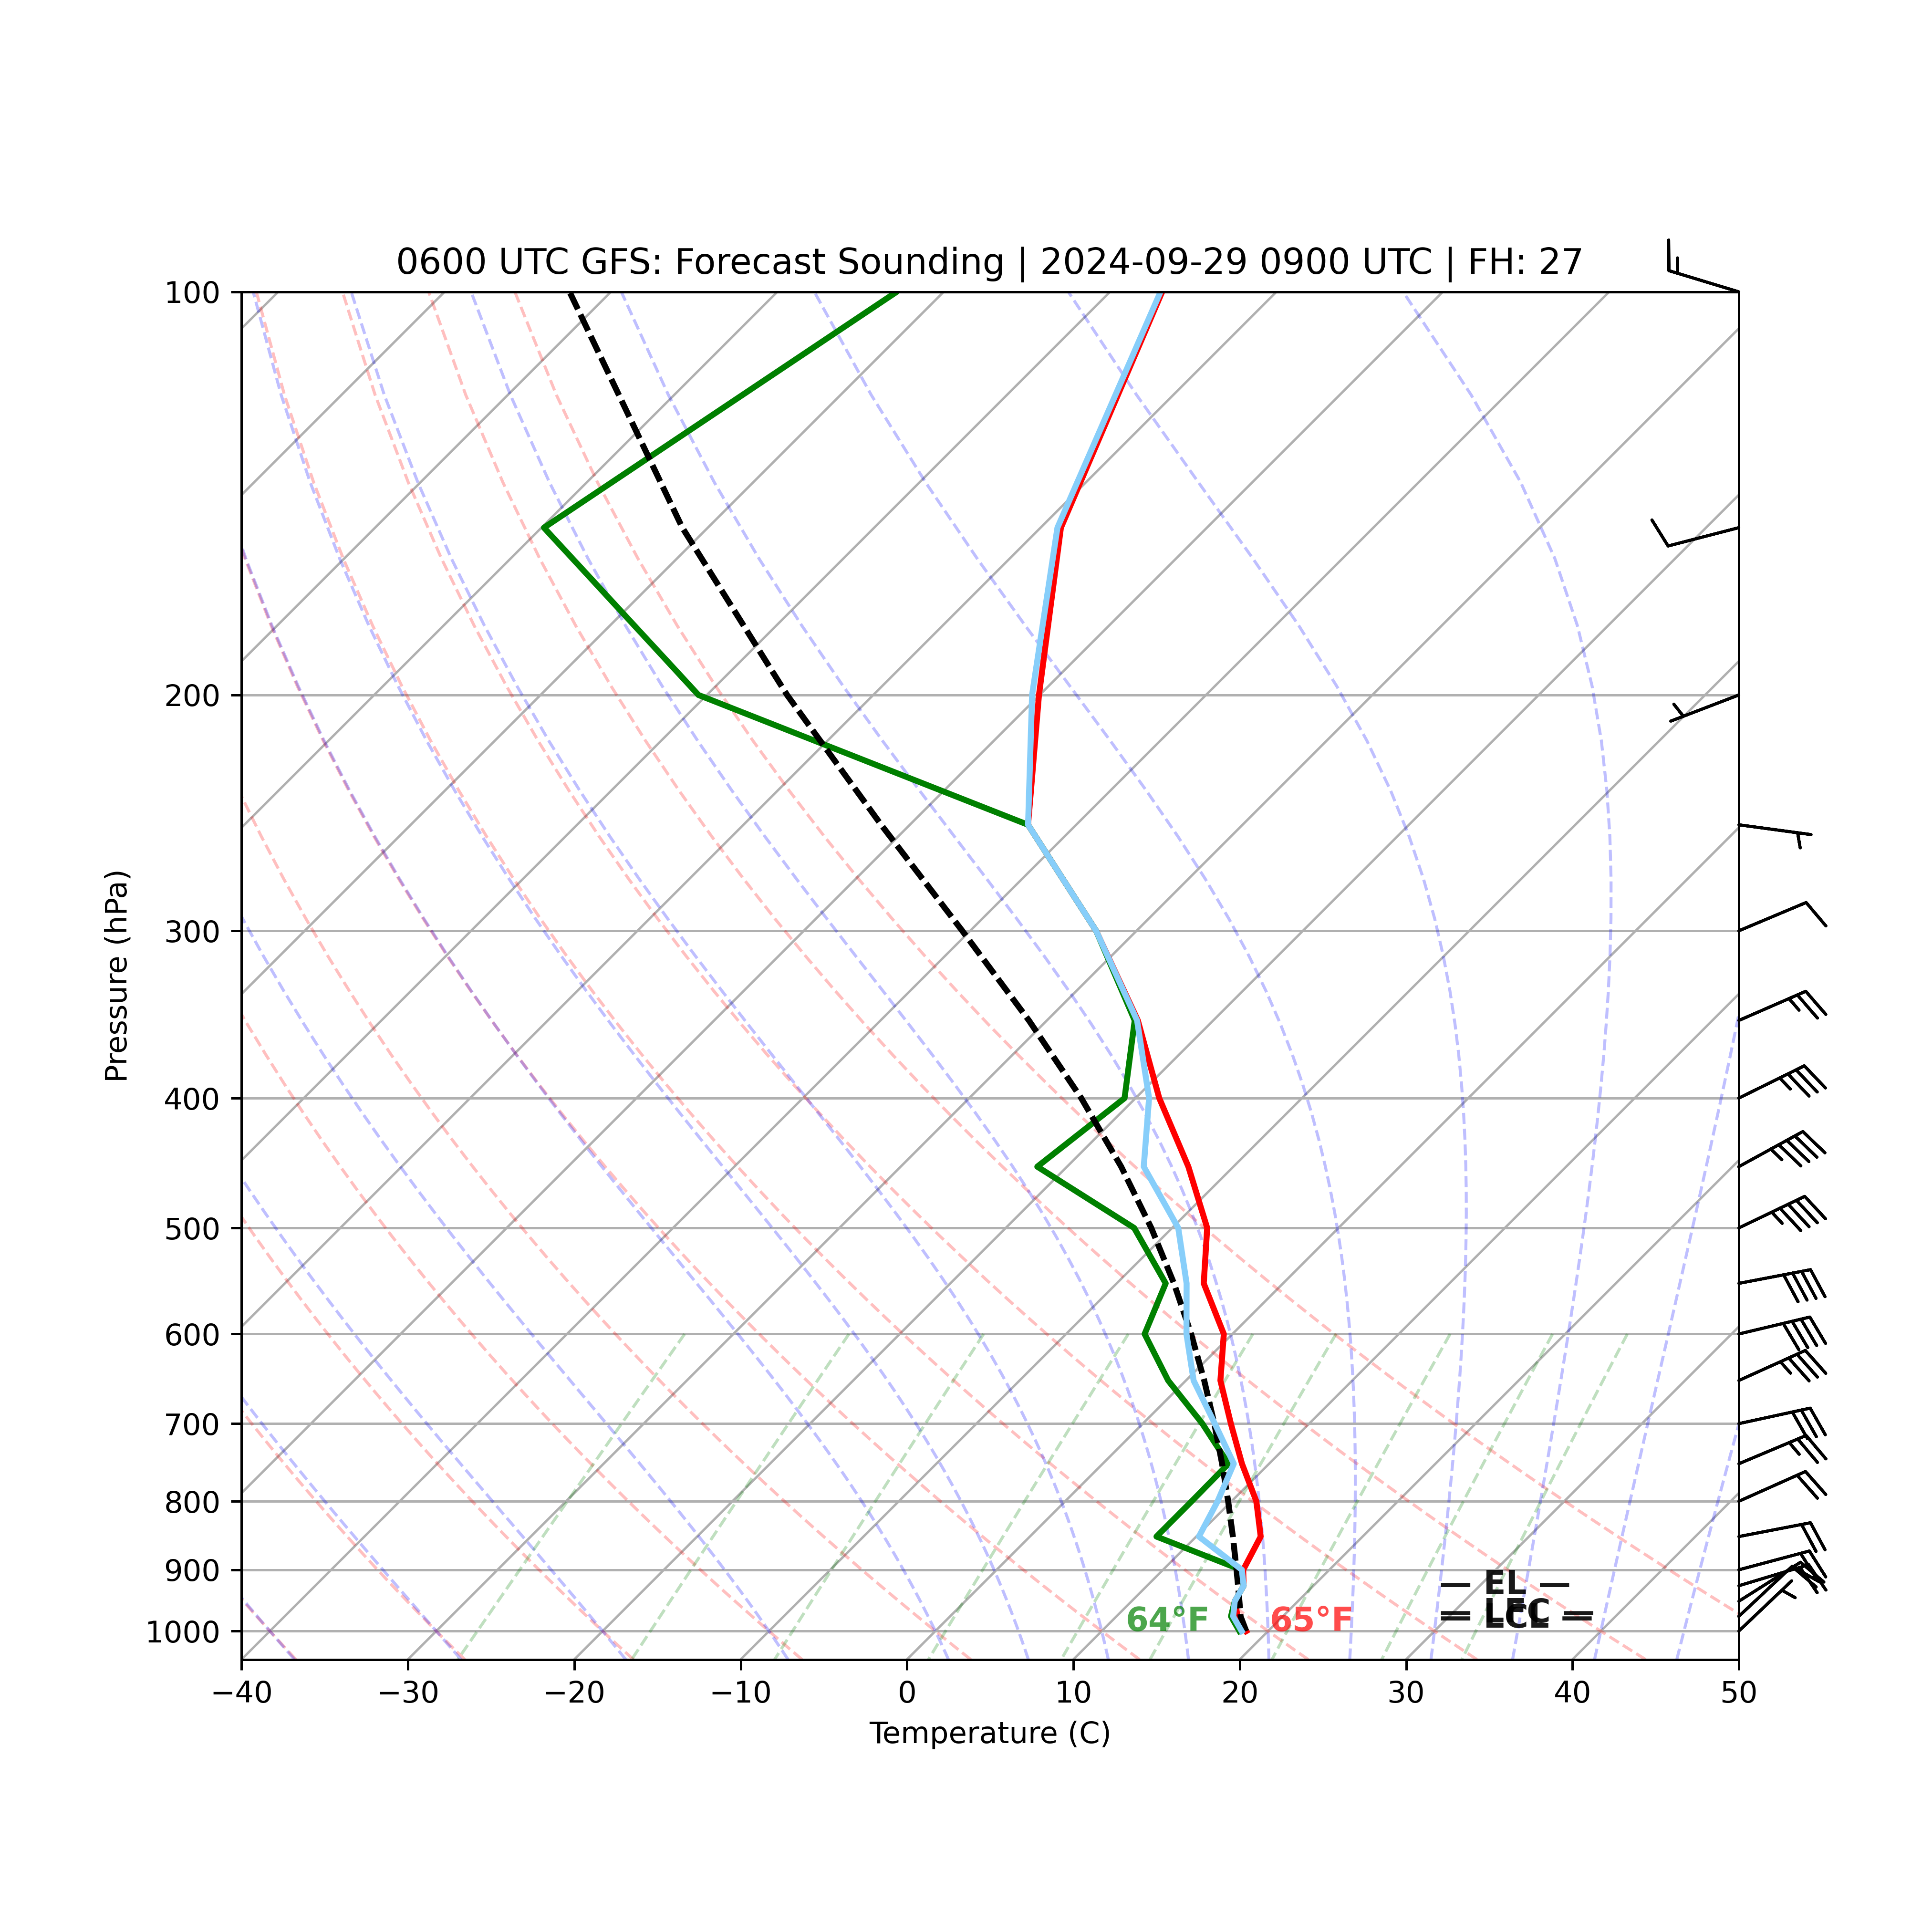 0600 UTC GFS: Forecast Sounding | 2024-09-29 0900 UTC | FH: 27
100
200
300
400
500
600
700
800
900
1000
Pressure (hPa)
— EL —
— LCL —
64°F 65°F
−40 −30 −20 −10 0 10 20 30 40 50
Temperature (C)